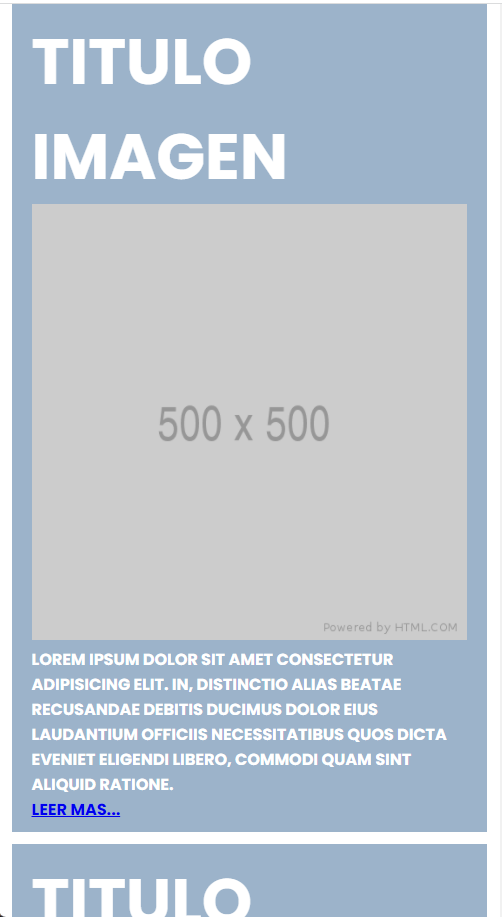 TITULO
IMAGEN
500 x 500
Powered by HTML.COM
LOREM IPSUM DOLOR SIT AMET CONSECTETUR
ADIPISICING ELIT. IN, DISTINCTIO ALIAS BEATAE
RECUSANDAE DEBITIS DUCIMUS DOLOR EIUS
LAUDANTIUM OFFICIIS NECESSITATIBUS QUOS DICTA
EVENIET ELIGENDI LIBERO, COMMODI QUAM SINT
ALIQUID RATIONE.
LEER MAS...
TITULO